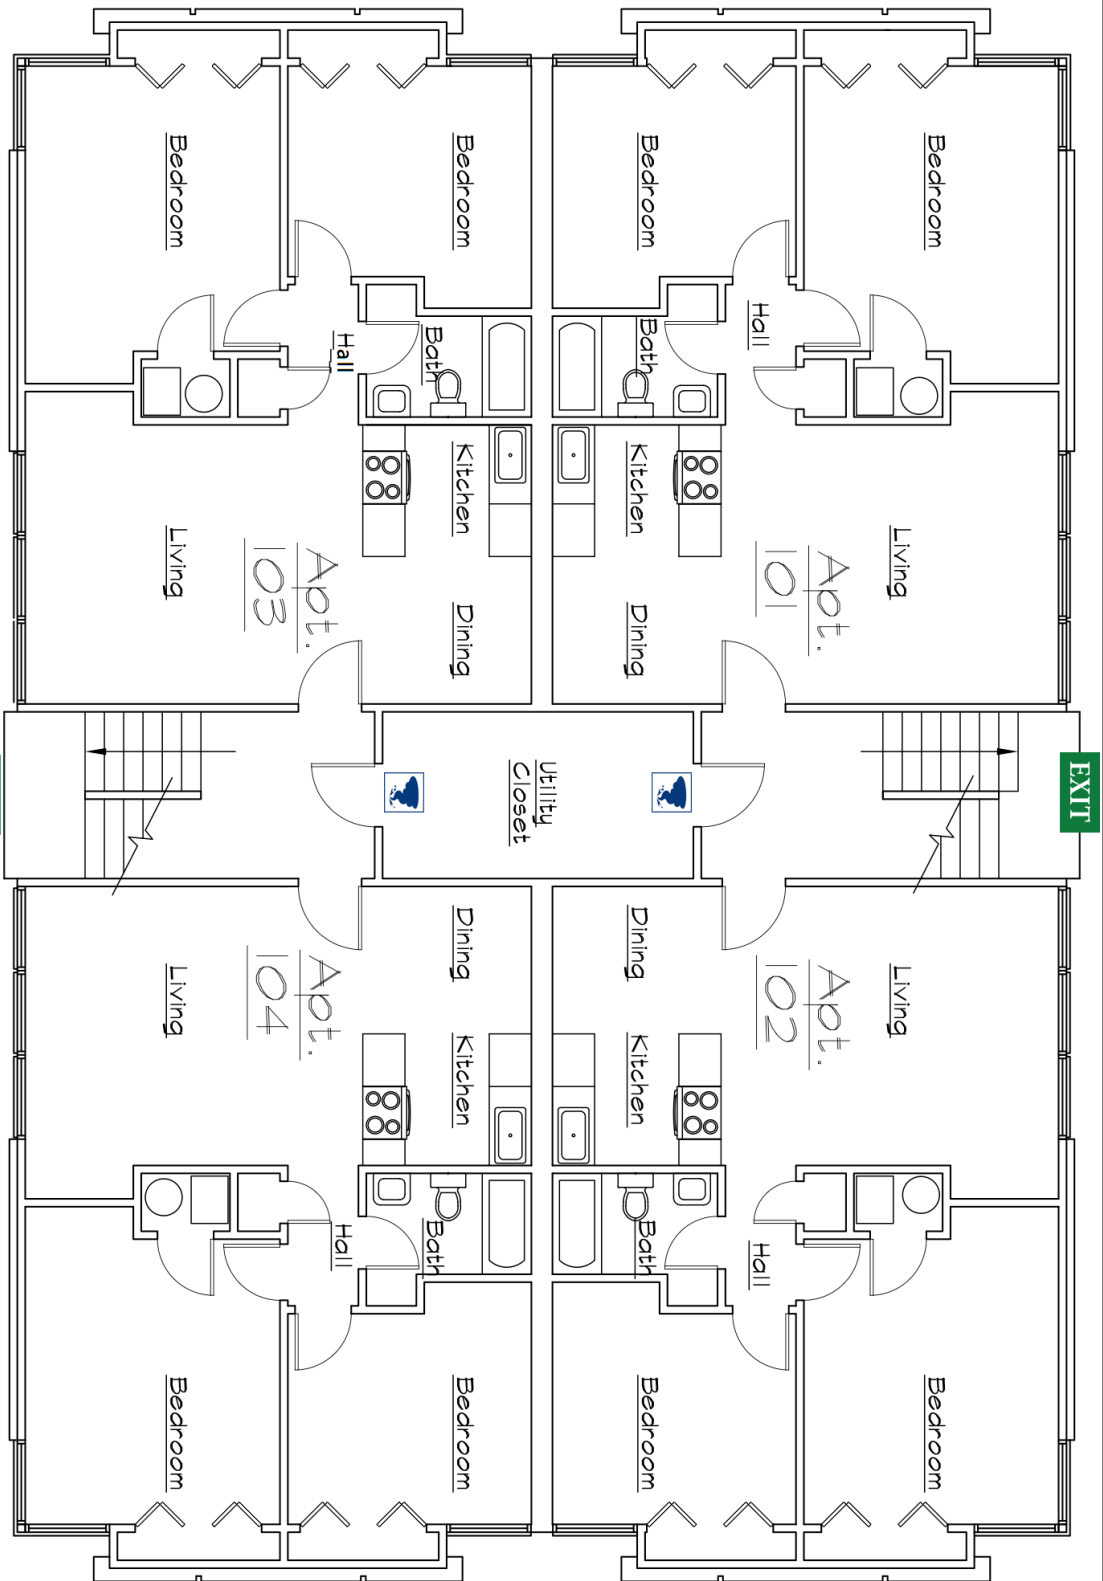 EXIT
Bedroom
Living
Living
Bedroom
Apt.
101
Apt.
102
Hall
Hall
Bedroom
Bath
Kitchen
Dining
Dining
Kitchen
Bath
Bedroom
Utility
Closet
Bedroom
Bath
Kitchen
Dining
Dining
Kitchen
Bath
Bedroom
Hall
Apt.
103
Apt.
104
Hall
Bedroom
Living
Living
Bedroom